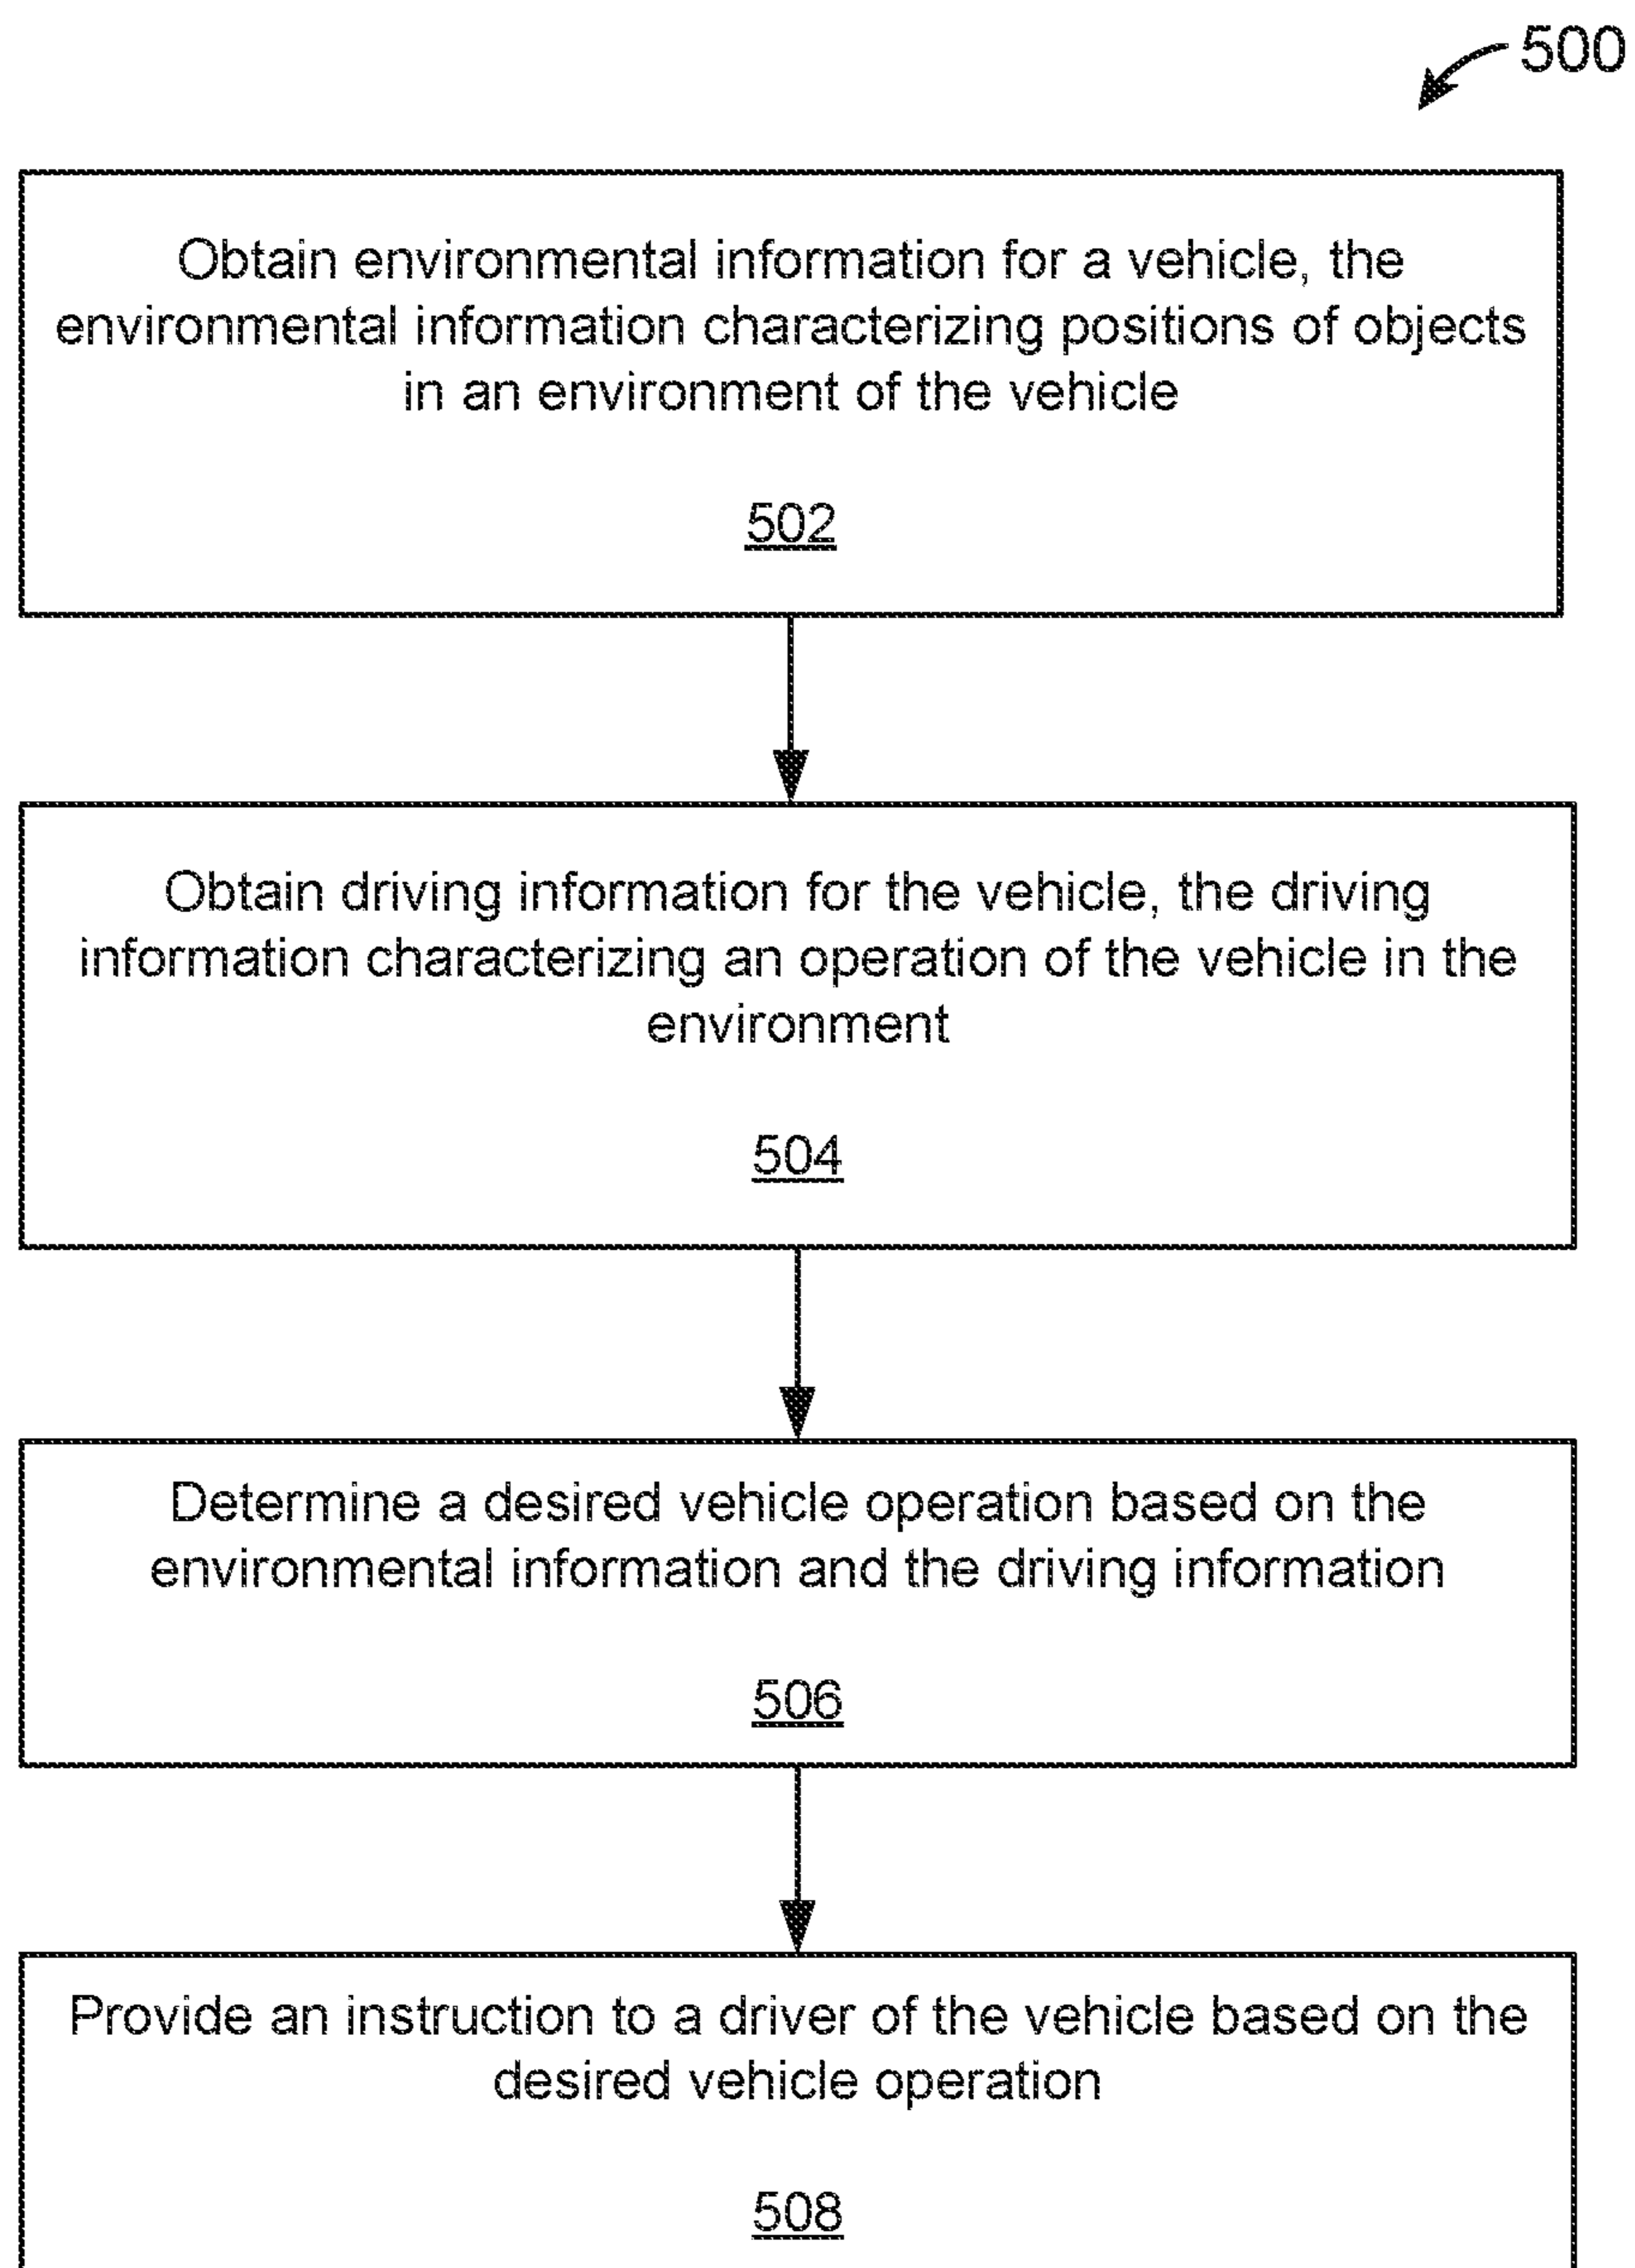 500
Obtain environmental information for a vehicle, the
environmental information characterizing positions of objects
in an environment of the vehicle
502
Obtain driving information for the vehicle, the driving
information characterizing an operation of the vehicle in the
environment
504
Determine a desired vehicle operation based on the
environmental information and the driving information
506
Provide an instruction to a driver of the vehicle based on the
desired vehicle operation
508